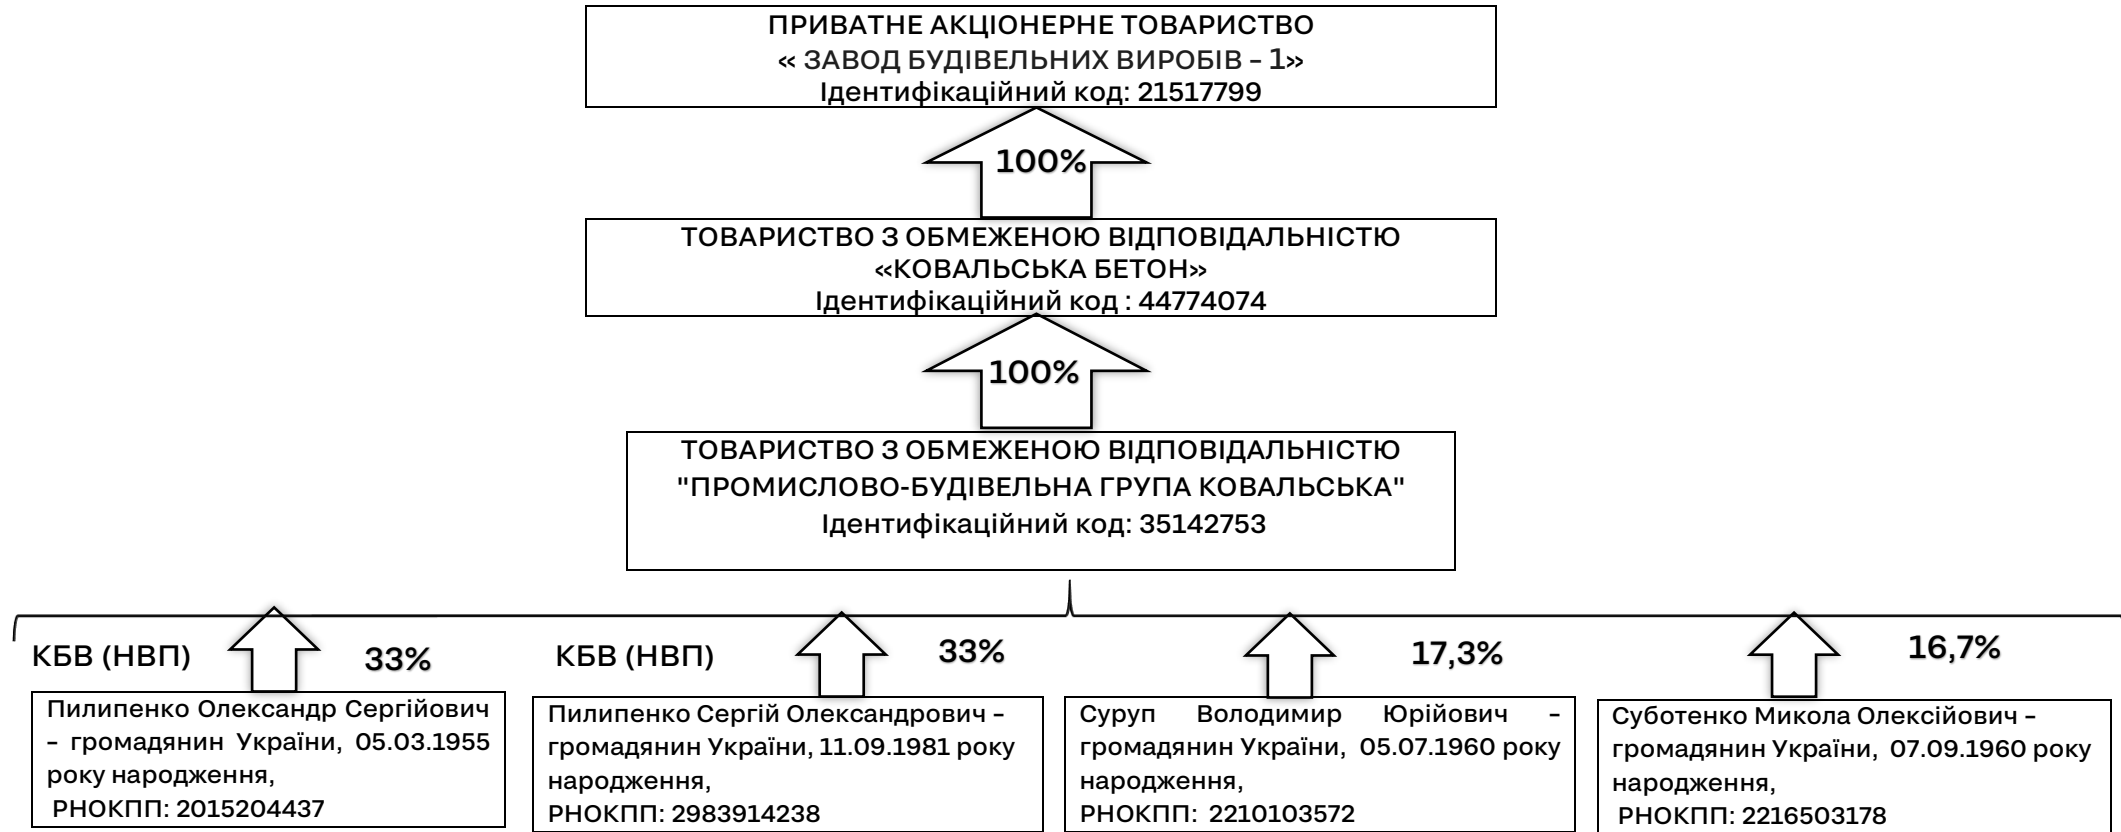 ПРИВАТНЕ АКЦІОНЕРНЕ ТОВАРИСТВО
« ЗАВОД БУДІВЕЛЬНИХ ВИРОБІВ – 1»
Ідентифікаційний код: 21517799
100%
ТОВАРИСТВО З ОБМЕЖЕНОЮ ВІДПОВІДАЛЬНІСТЮ
«КОВАЛЬСЬКА БЕТОН»
Ідентифікаційний код : 44774074
100%
ТОВАРИСТВО З ОБМЕЖЕНОЮ ВІДПОВІДАЛЬНІСТЮ
"ПРОМИСЛОВО-БУДІВЕЛЬНА ГРУПА КОВАЛЬСЬКА"
Ідентифікаційний код: 35142753
КБВ (НВП)
33%
Пилипенко Олександр Сергійович
– громадянин України, 05.03.1955
року народження,
РНОКПП: 2015204437
КБВ (НВП)
33%
Пилипенко Сергій Олександрович –
громадянин України, 11.09.1981 року
народження,
РНОКПП: 2983914238
17,3%
Суруп Володимир Юрійович –
громадянин України, 05.07.1960 року
народження,
РНОКПП: 2210103572
16,7%
Суботенко Микола Олексійович –
громадянин України, 07.09.1960 року
народження,
РНОКПП: 2216503178